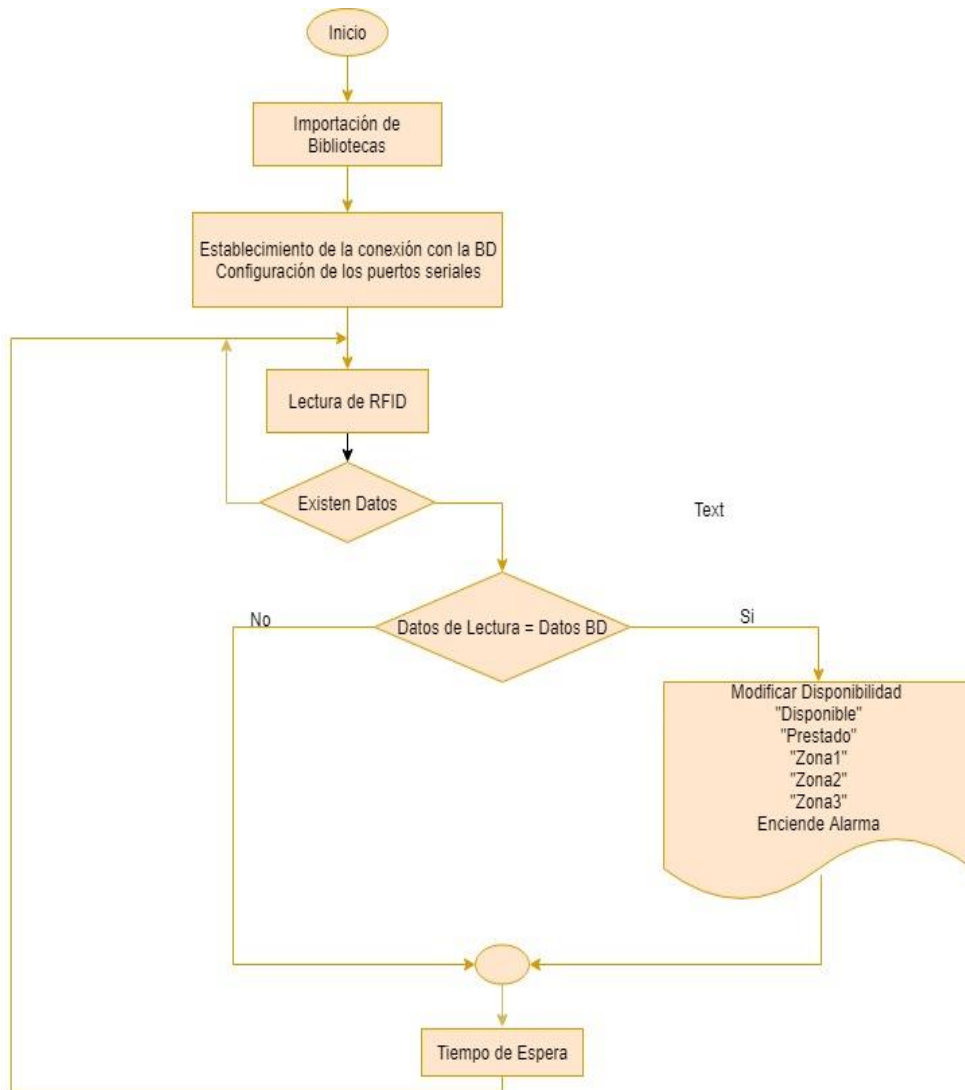 Inicio
Importación de
Bibliotecas
Establecimiento de la conexión con la BD
Configuración de los puertos seriales
Lectura de RFID
Existen Datos
Text
Datos de Lectura = Datos BD
No
Si
Modificar Disponibilidad
"Disponible"
"Prestado"
"Zona1"
"Zona2"
"Zona3"
Enciende Alarma
Tiempo de Espera